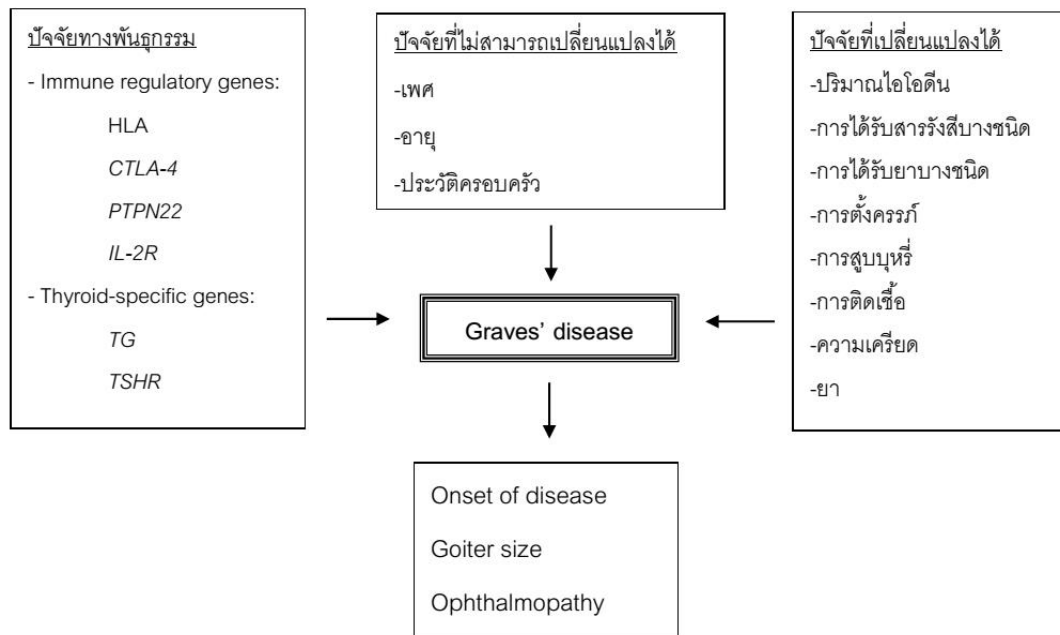 ปัจจัยทางพันธุกรรม
- Immune regulatory genes:
HLA
CTLA-4
PTPN22
IL-2R
- Thyroid-specific genes:
TG
TSHR
ปัจจัยที่ไม่สามารถเปลี่ยนแปลงได้
-เพศ
-อายุ
-ประวัติครอบครัว
ปัจจัยที่เปลี่ยนแปลงได้
-ปริมาณไอโอดีน
-การได้รับสารรังสีบางชนิด
-การได้รับยาบางชนิด
-การตั้งครรภ์
-การสูบบุหรี่
-การติดเชื้อ
-ความเครียด
-ยา
Graves’ disease
Onset of disease
Goiter size
Ophthalmopathy